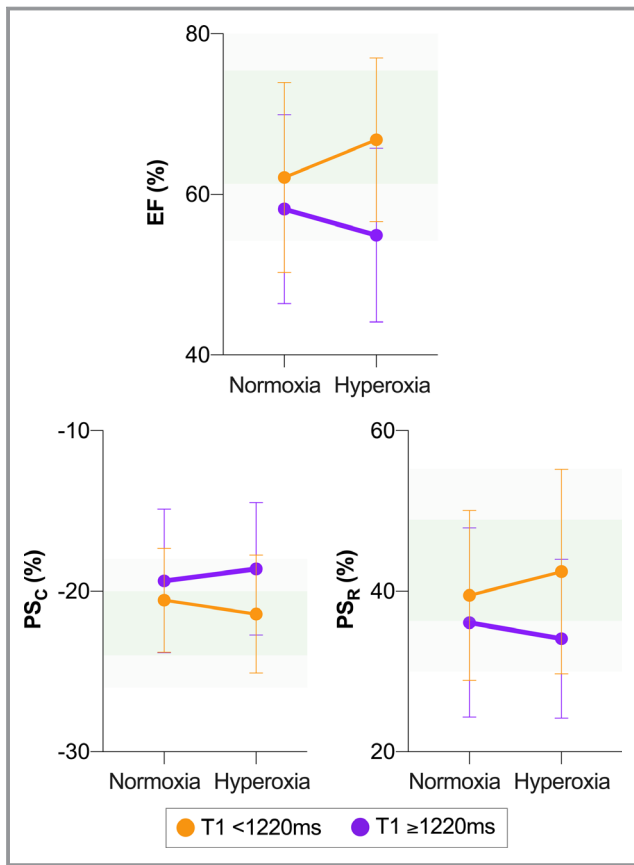 80
60
40
EF (%)
Normoxia Hyperoxia
-10
-20
-30
PSC (%)
Normoxia Hyperoxia
60
40
20
PSR (%)
Normoxia Hyperoxia
T1 <1220ms T1 ≥1220ms